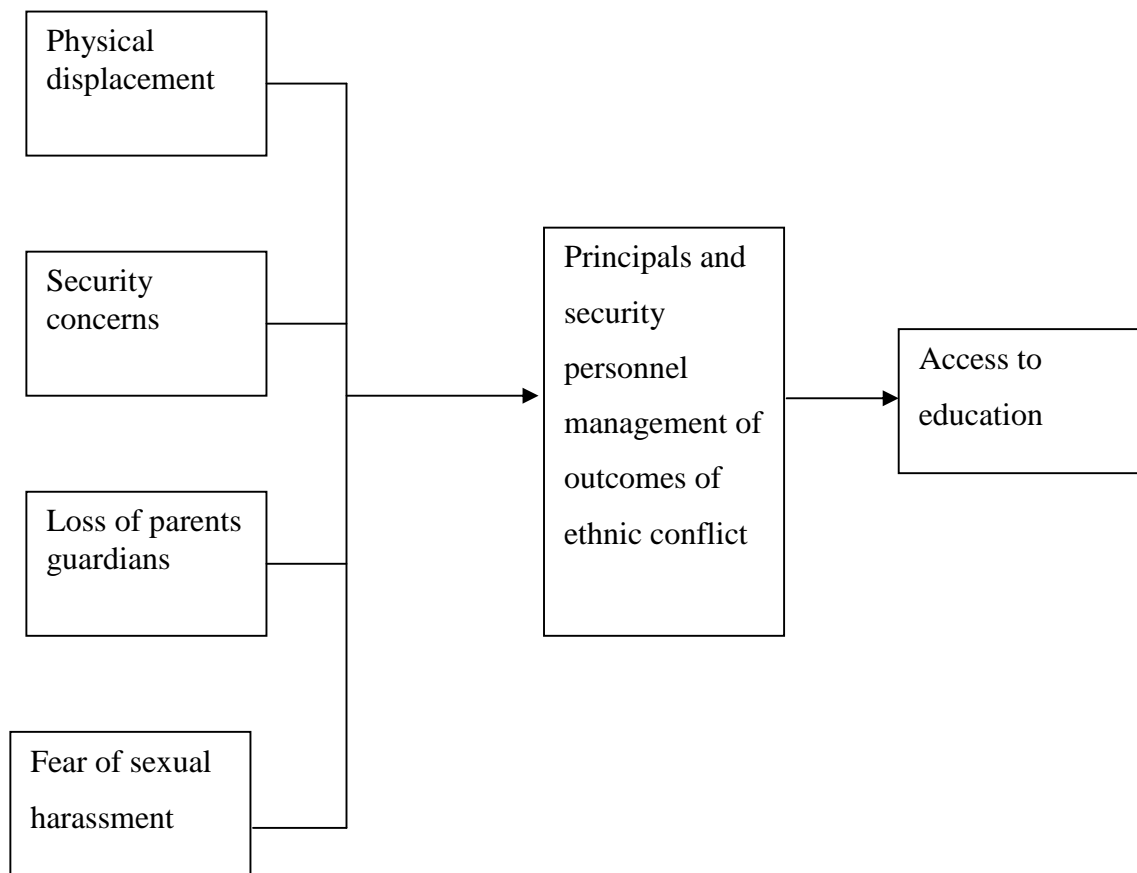 Physical
displacement
Security
concerns
Loss of parents
guardians
Fear of sexual
harassment
Principals and
security
personnel
management of
outcomes of
ethnic conflict
Access to
education